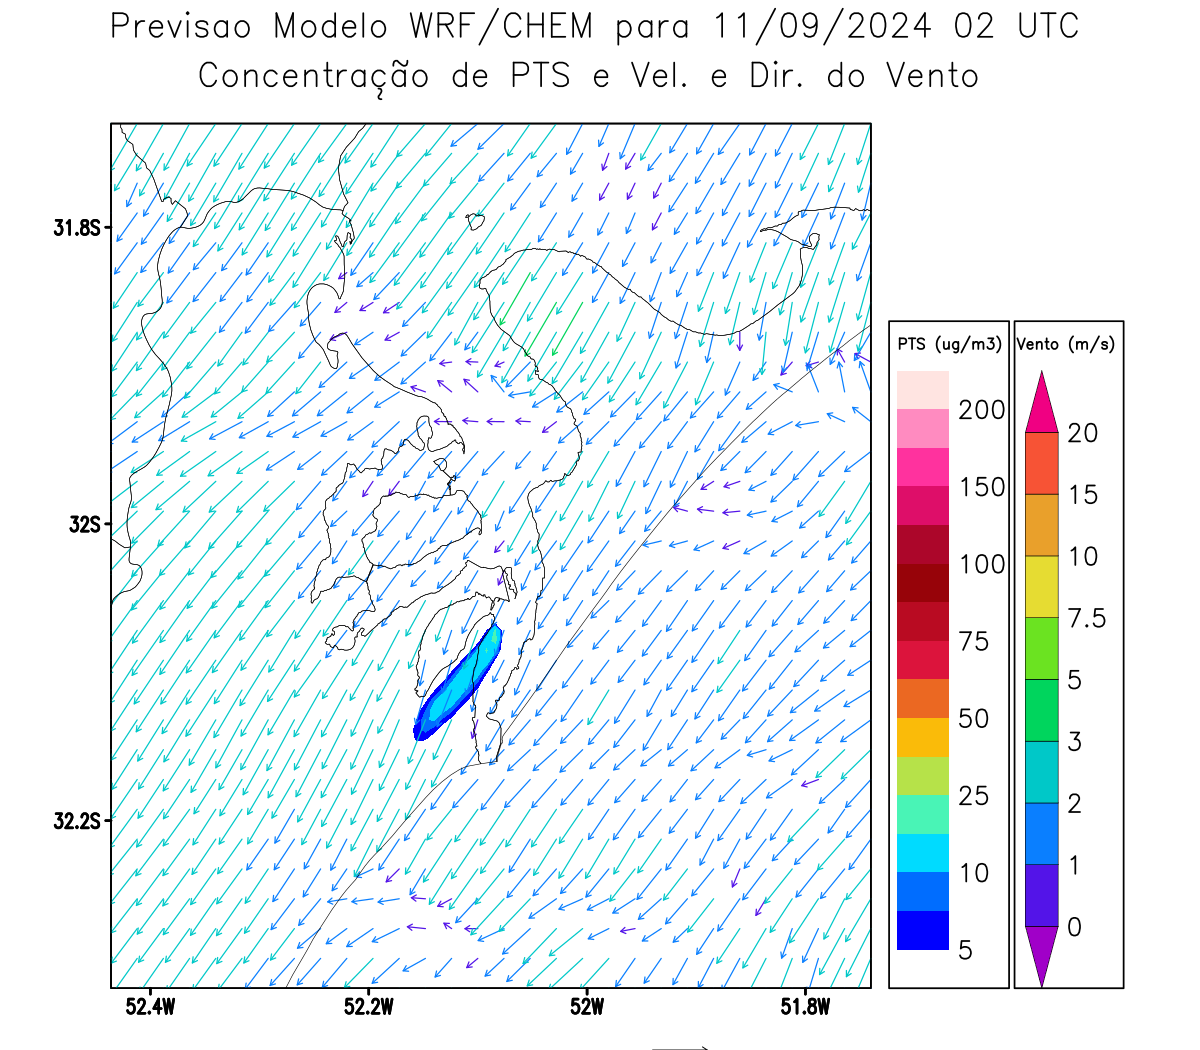 Previsao Modelo WRF/CHEM para 11/09/2024 02 UTC
Concentração de PTS e Vel. e Dir. do Vento
31.8S
32S
32.2S
52.4W 52.2W 52W 51.8W
PTS (ug/m3)
200
150
100
75
50
25
10
5
Vento (m/s)
20
15
10
7.5
5
3
2
1
0